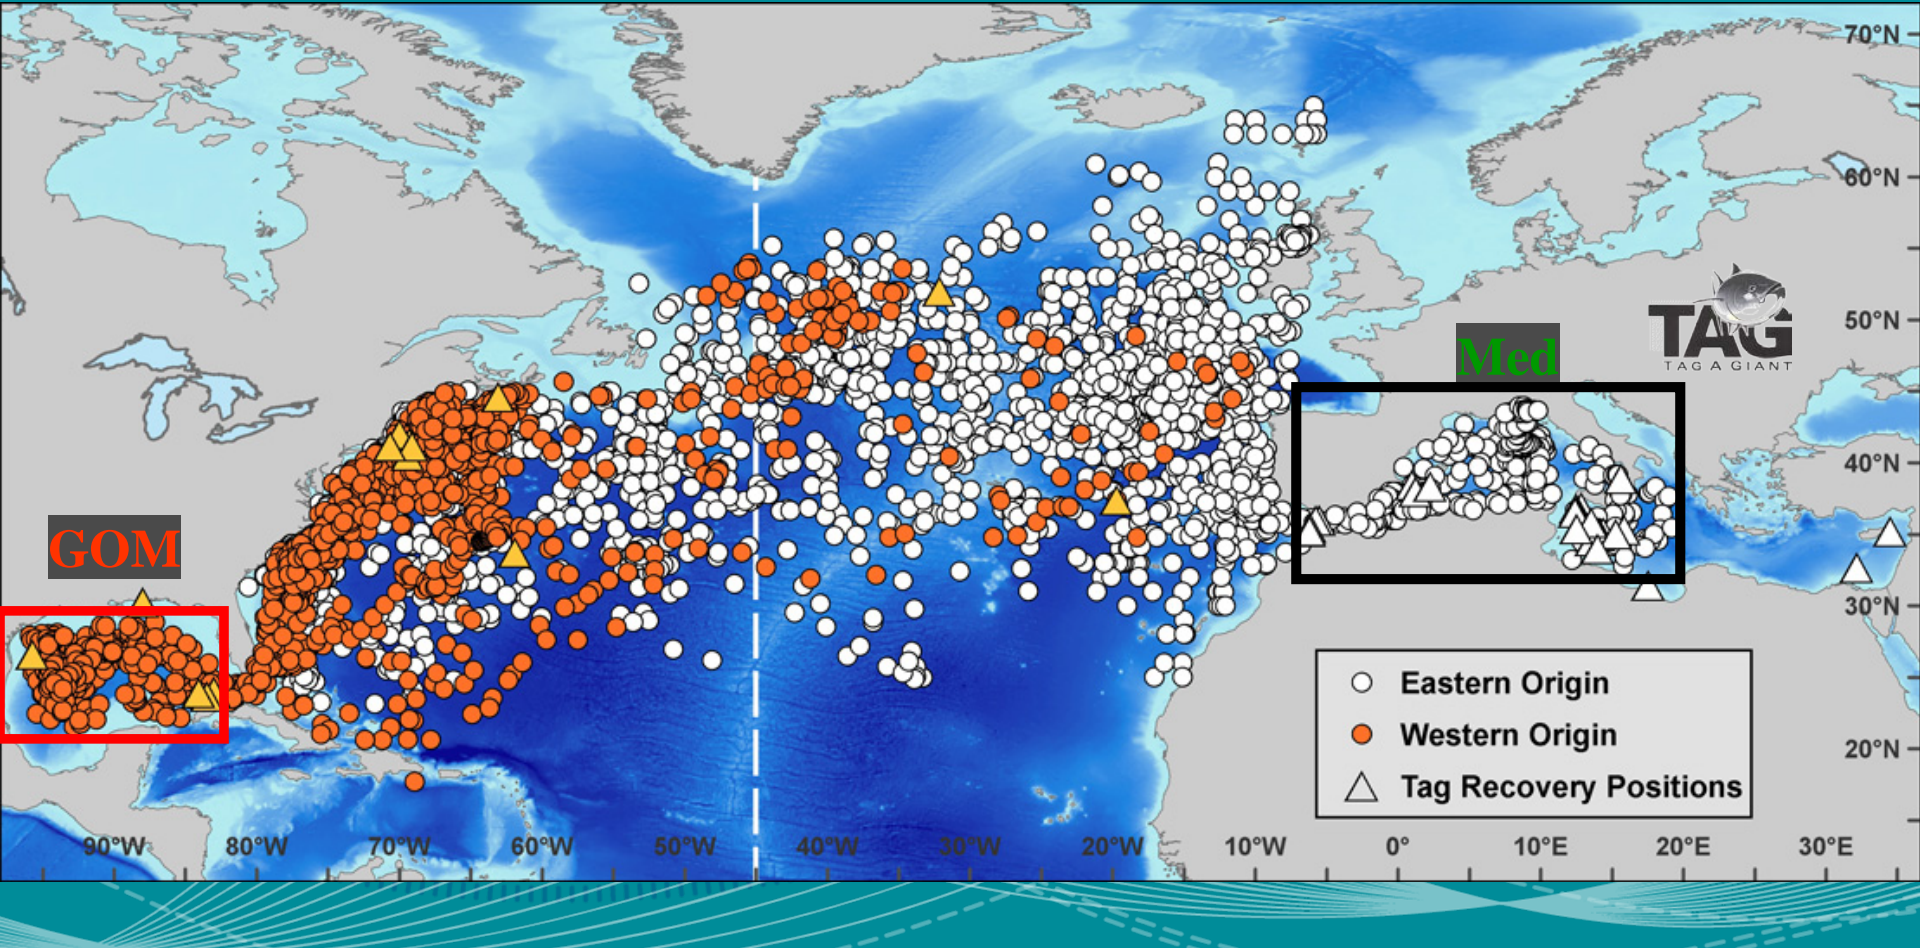 70°N
60°N
50°N
40°N
30°N
20°N
TAG
TAG A GIANT
Med
GOM
Eastern Origin
Western Origin
Tag Recovery Positions
90°W 80°W 70°W 60°W 50°W 40°W 30°W 20°W 10°W 0° 10°E 20°E 30°E